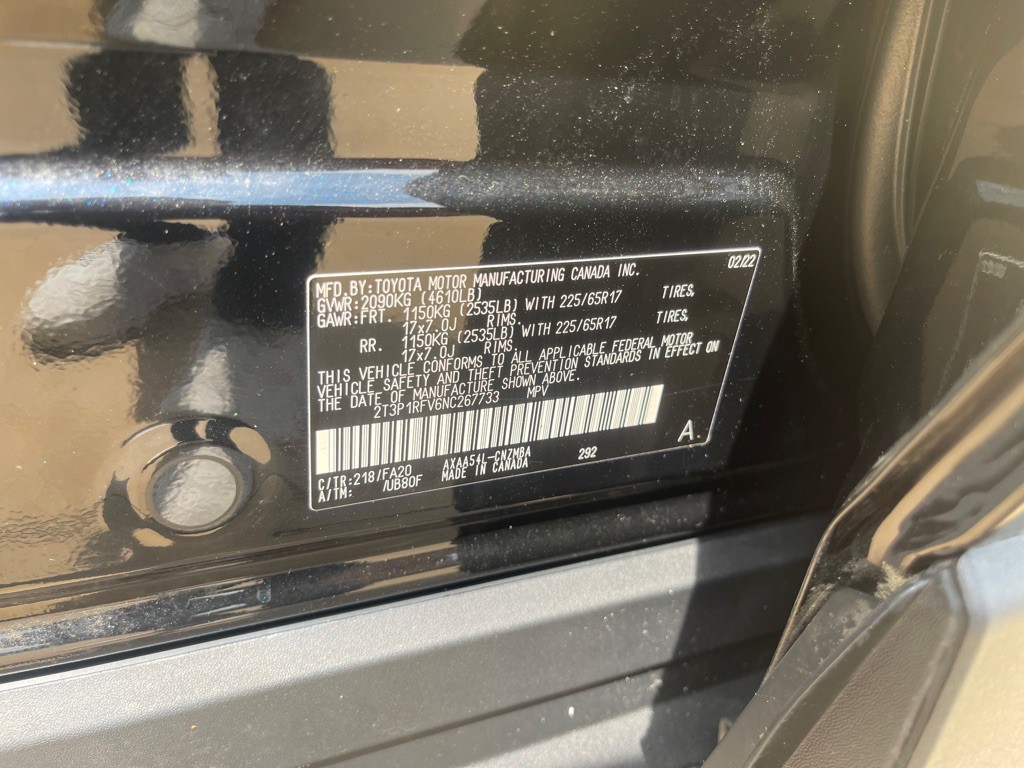 MFD.BY:TOYOTA MOTOR MANUFACTURING CANADA INC. 02/22
GVWR:2090KG (4610LB)
GAWR:FRT. 1150KG (2535LB) WITH 225/65R17 TIRES,
17x7.0J RIMS
RR. 1150KG (2535LB) WITH 225/65R17 TIRES,
17x7.0J RIMS
THIS VEHICLE CONFORMS TO ALL APPLICABLE FEDERAL MOTOR
VEHICLE SAFETY AND THEFT PREVENTION STANDARDS IN EFFECT ON
THE DATE OF MANUFACTURE SHOWN ABOVE.
2T3P1RFV6NC267733 MPV
A.
C/TR:218/FA20 AXAA54L-CNZMBA 292
A/TM: /UB80F MADE IN CANADA